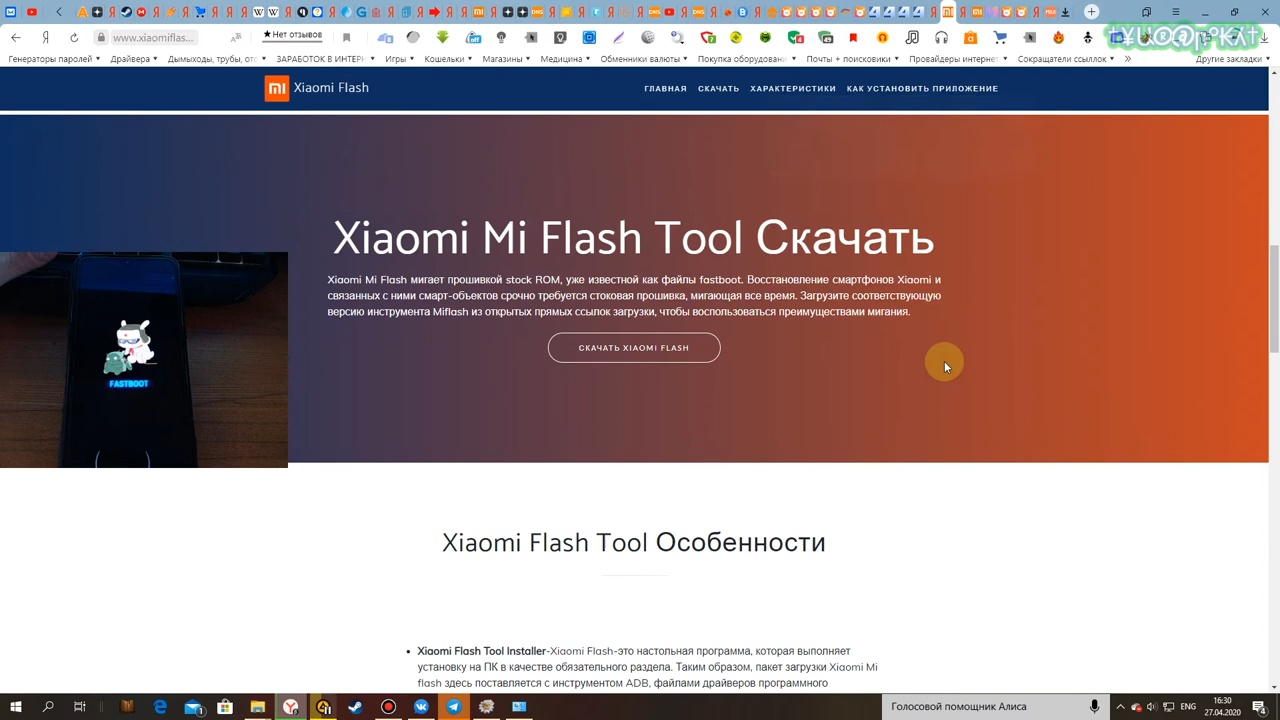 Нет отзывов
www.xiaomiflas...
Генераторы паролей
Драйвера
Дымыходы, трубы, ото
ЗАРАБОТОК В ИНТЕРН
Игры
Кошельки
Магазины
Медицина
Обменники валюты
Покупка оборудовани
Почты + поисковики
Провайдеры интернет
Сокращатели ссылок
»
Другие закладки
mi Xiaomi Flash
ГЛАВНАЯ СКАЧАТЬ ХАРАКТЕРИСТИКИ КАК УСТАНОВИТЬ ПРИЛОЖЕНИЕ
Xiaomi Mi Flash Tool Скачать
Xiaomi Mi Flash мигает прошивкой stock ROM, уже известной как файлы fastboot. Восстановление смартфонов Xiaomi и
связанных с ними смарт-объектов срочно требуется стоковая прошивка, мигающая все время. Загрузите соответствующую
версию инструмента Miflash из открытых прямых ссылок загрузки, чтобы воспользоваться преимуществами мигания.
СКАЧАТЬ XIAOMI FLASH
FASTBOOT
Xiaomi Flash Tool Особенности
Xiaomi Flash Tool Installer-Xiaomi Flash-это настольная программа, которая выполняет
установку на ПК в качестве обязательного раздела. Таким образом, пакет загрузки Xiaomi Mi
flash здесь поставляется с инструментом ADB, файлами драйверов программного
Голосовой помощник Алиса
16:30
27.04.2020